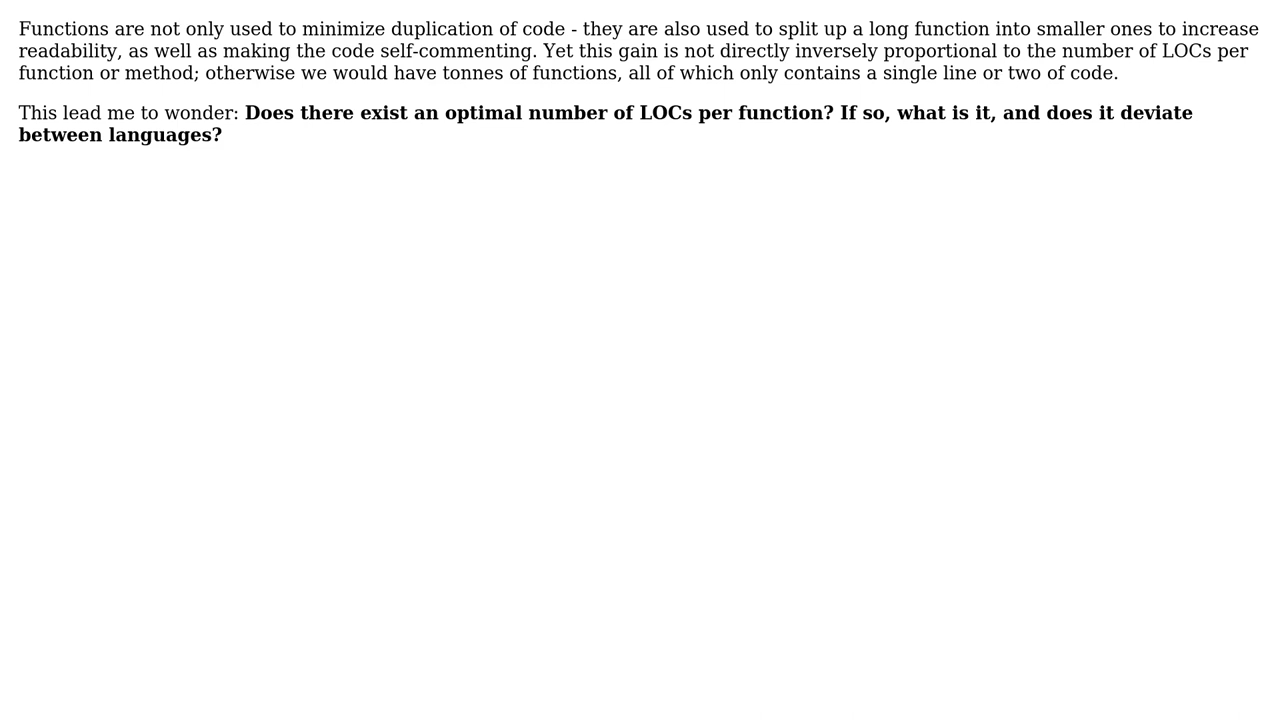 Functions are not only used to minimize duplication of code - they are also used to split up a long function into smaller ones to increase
readability, as well as making the code self-commenting. Yet this gain is not directly inversely proportional to the number of LOCs per
function or method; otherwise we would have tonnes of functions, all of which only contains a single line or two of code.
This lead me to wonder: Does there exist an optimal number of LOCs per function? If so, what is it, and does it deviate
between languages?